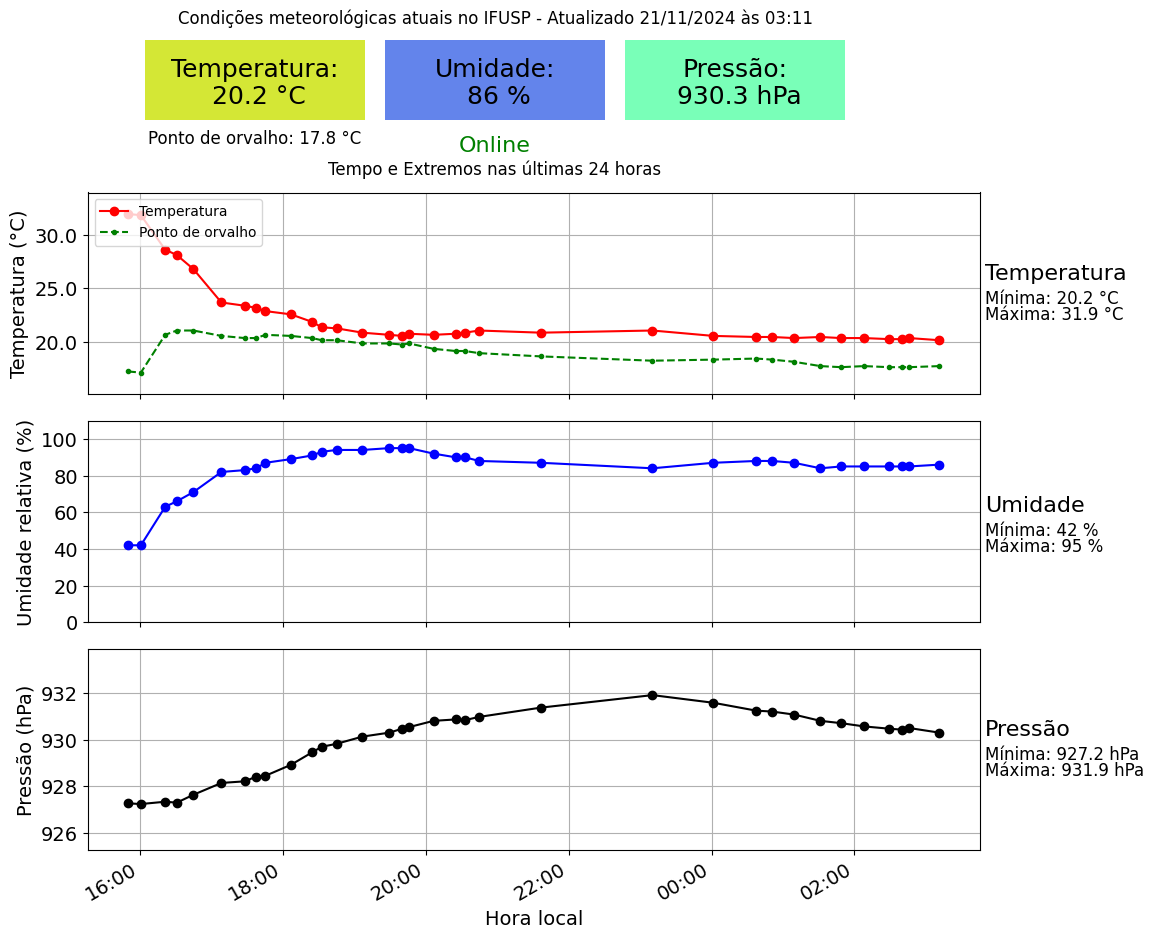 Condições meteorológicas atuais no IFUSP - Atualizado 21/11/2024 às 03:11
Temperatura:
20.2 °C
Umidade:
86 %
Pressão:
930.3 hPa
Ponto de orvalho: 17.8 °C
Online
Tempo e Extremos nas últimas 24 horas
Temperatura (°C)
30.0
25.0
20.0
Temperatura
Ponto de orvalho
Temperatura
Mínima: 20.2 °C
Máxima: 31.9 °C
Umidade relativa (%)
100
80
60
40
20
0
Umidade
Mínima: 42 %
Máxima: 95 %
Pressão (hPa)
932
930
928
926
Pressão
Mínima: 927.2 hPa
Máxima: 931.9 hPa
16:00
18:00
20:00
22:00
00:00
02:00
Hora local